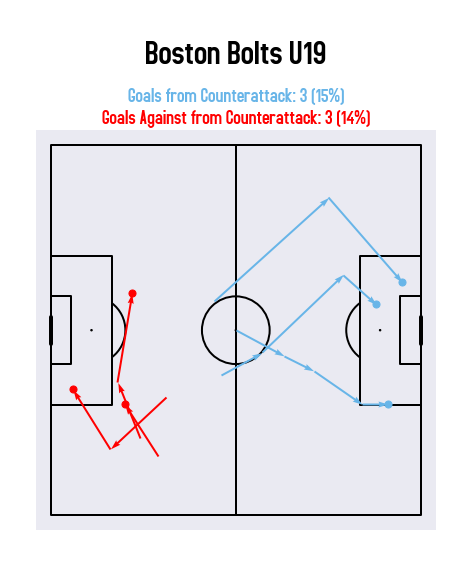 Boston Bolts U19
Goals from Counterattack: 3 (15%)
Goals Against from Counterattack: 3 (14%)